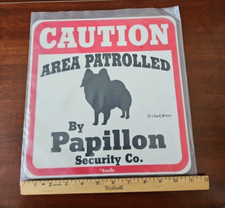 CAUTION
AREA PATROLLED
By
Papillon
Security Co.